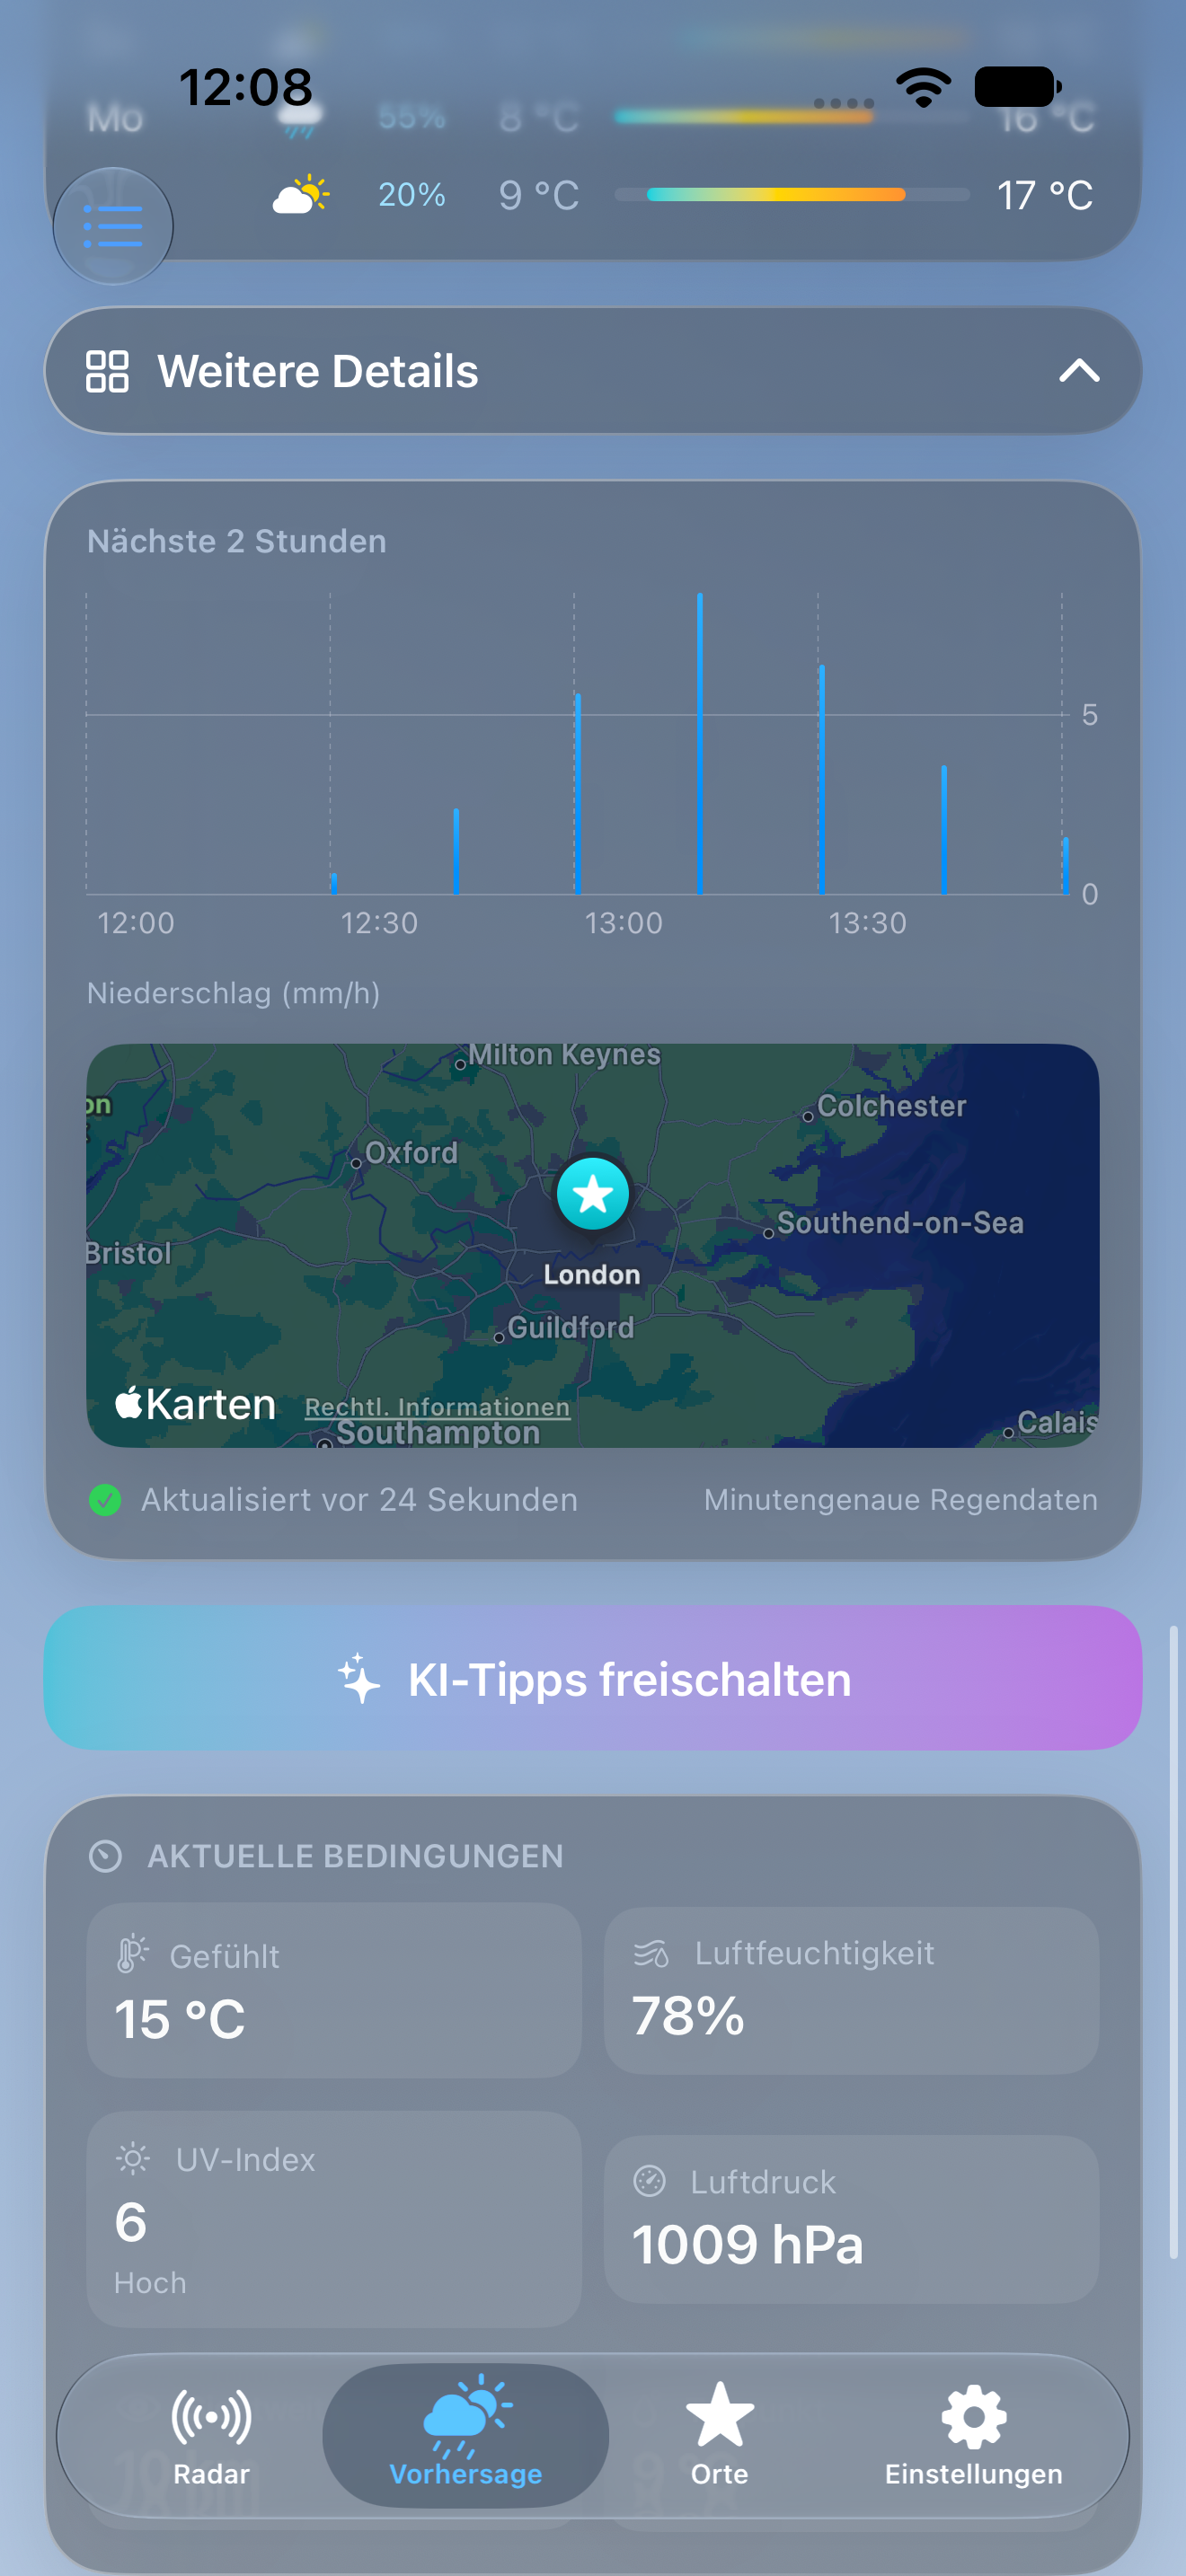 12:08
Mo 55% 8 °C 16 °C
20% 9 °C 17 °C
Weitere Details
Nächste 2 Stunden
5
0
12:00 12:30 13:00 13:30
Niederschlag (mm/h)
Milton Keynes
on
Colchester
Oxford
Southend-on-Sea
Bristol
London
Guildford
Karten Rechtl. Informationen
Southampton
Calais
Aktualisiert vor 24 Sekunden Minutengenaue Regendaten
KI-Tipps freischalten
AKTUELLE BEDINGUNGEN
Gefühlt
15 °C
Luftfeuchtigkeit
78%
UV-Index
6
Hoch
Luftdruck
1009 hPa
Radar Vorhersage Orte Einstellungen